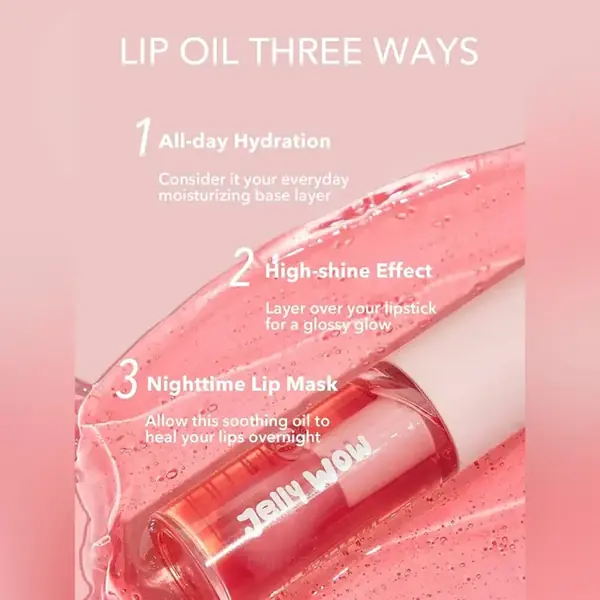 LIP OIL THREE WAYS
1 All-day Hydration
Consider it your everyday
moisturizing base layer
2 High-shine Effect
Layer over your lipstick
for a glossy glow
3 Nighttime Lip Mask
Allow this soothing oil to
heal your lips overnight
Jelly Wow